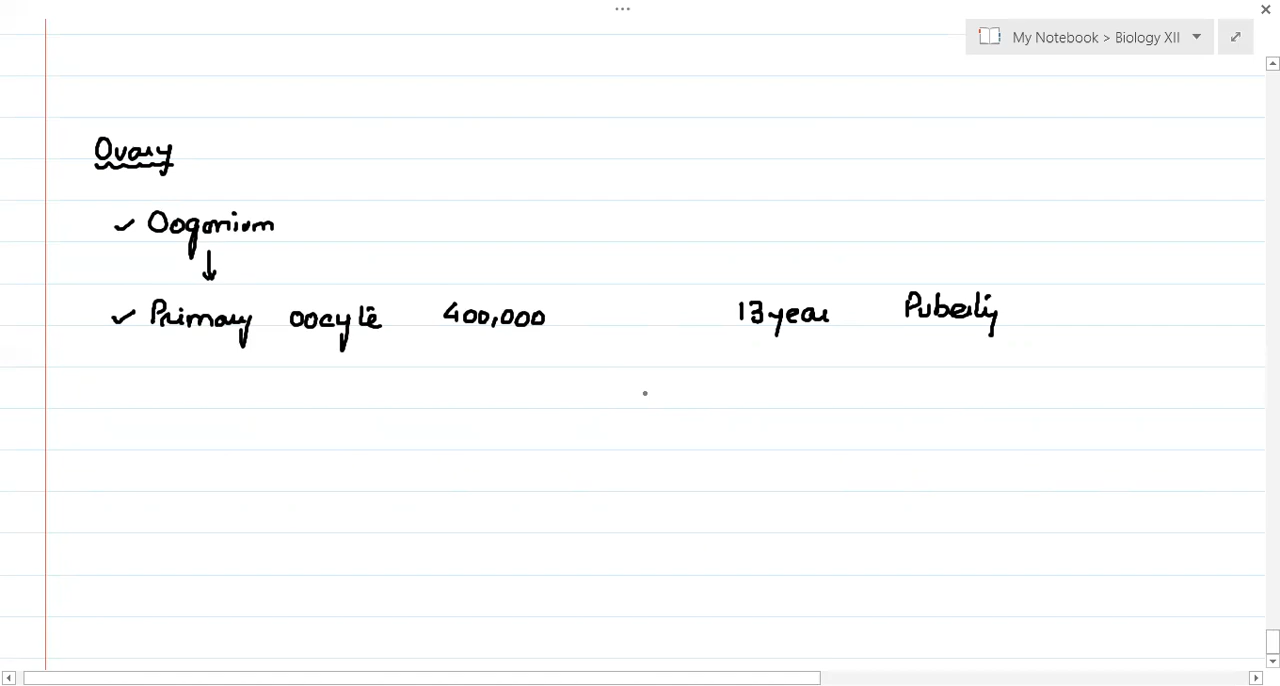 My Notebook > Biology XII
Ovary
✓ Oogonium
↓
✓ Primary oocyte 400,000 13 year Puberty